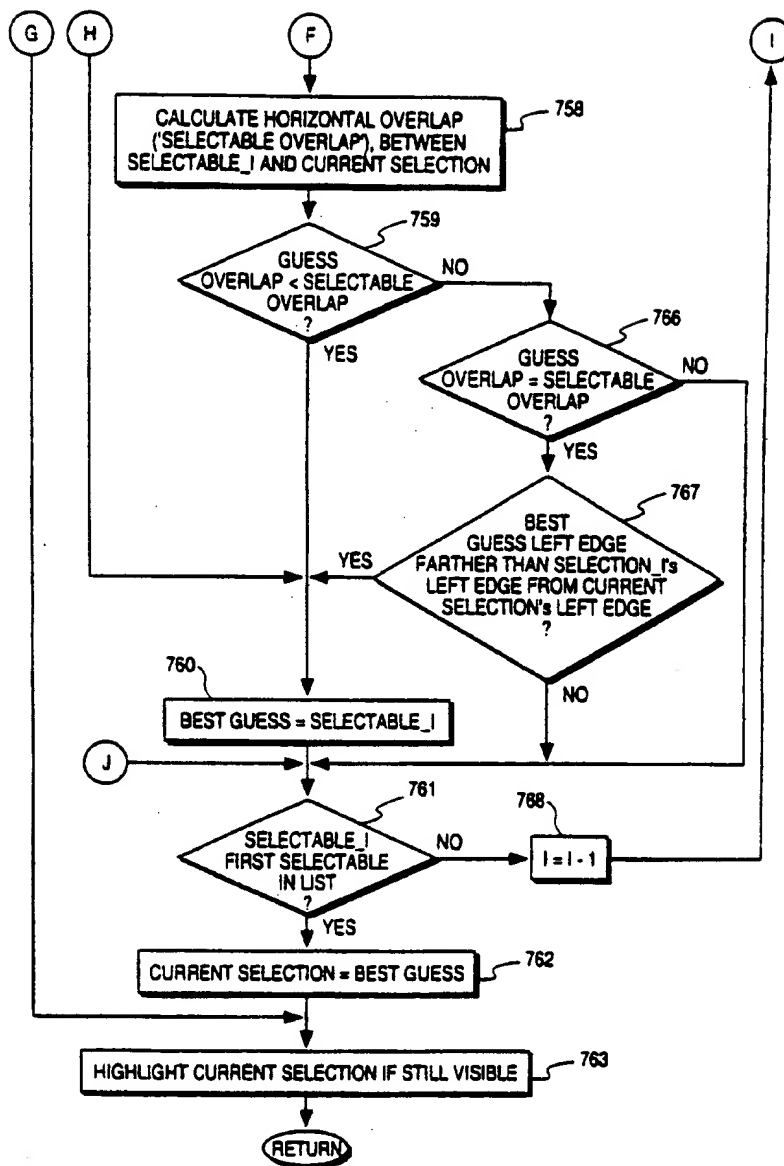 G
H
F
I
CALCULATE HORIZONTAL OVERLAP
('SELECTABLE OVERLAP'), BETWEEN
SELECTABLE_I AND CURRENT SELECTION
758
759
GUESS
OVERLAP < SELECTABLE
OVERLAP
?
NO
YES
766
GUESS
OVERLAP = SELECTABLE
OVERLAP
?
NO
YES
767
BEST
GUESS LEFT EDGE
FARTHER THAN SELECTION_I's
LEFT EDGE FROM CURRENT
SELECTION's LEFT EDGE
?
YES
NO
760
BEST GUESS = SELECTABLE_I
J
761
SELECTABLE_I
FIRST SELECTABLE
IN LIST
?
NO
YES
768
I = I - 1
CURRENT SELECTION = BEST GUESS
762
HIGHLIGHT CURRENT SELECTION IF STILL VISIBLE
763
RETURN